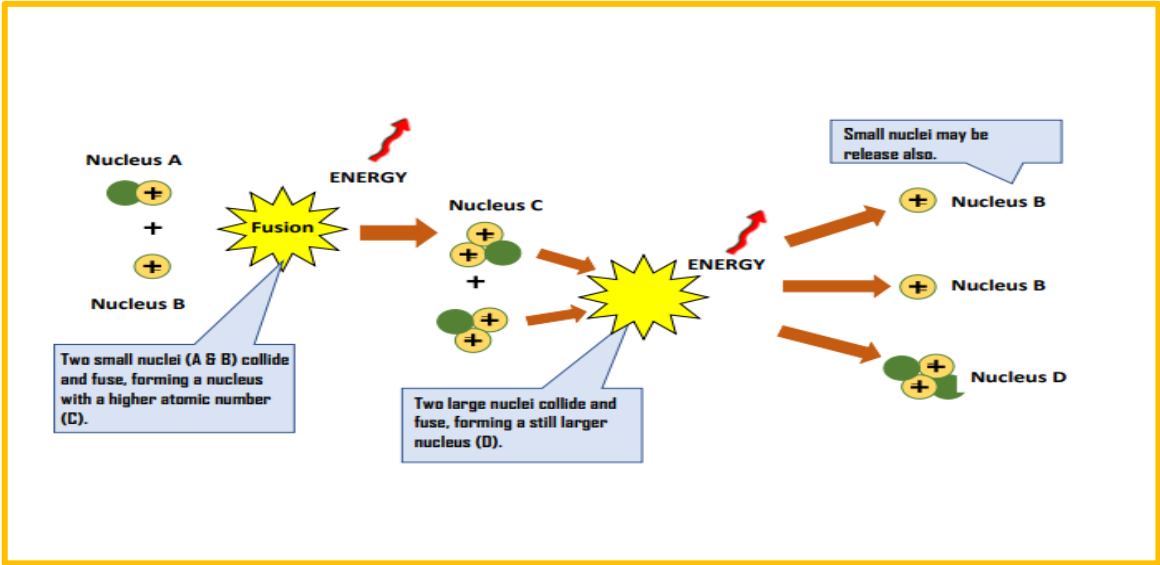 Nucleus A
+
Nucleus B
Fusion
ENERGY
Two small nuclei (A & B) collide
and fuse, forming a nucleus
with a higher atomic number
(C).
Nucleus C
+
ENERGY
Two large nuclei collide and
fuse, forming a still larger
nucleus (D).
Small nuclei may be
release also.
Nucleus B
Nucleus B
Nucleus D